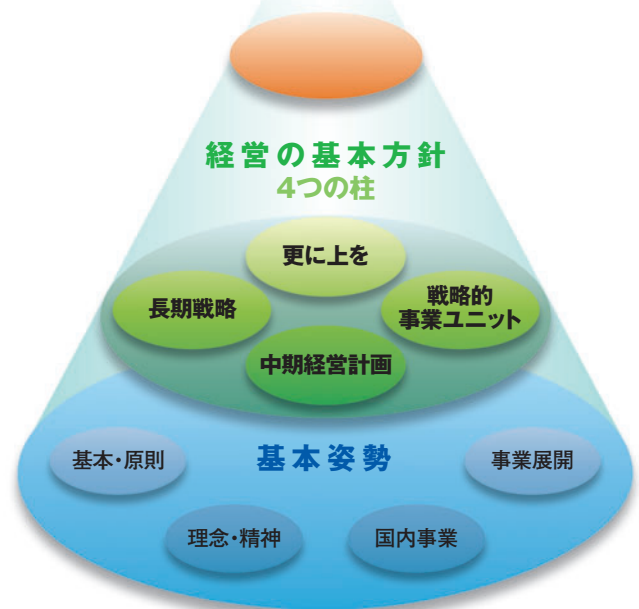 経営の基本方針
4つの柱
更に上を
長期戦略
戦略的
事業ユニット
中期経営計画
基本姿勢
基本・原則
事業展開
理念・精神
国内事業